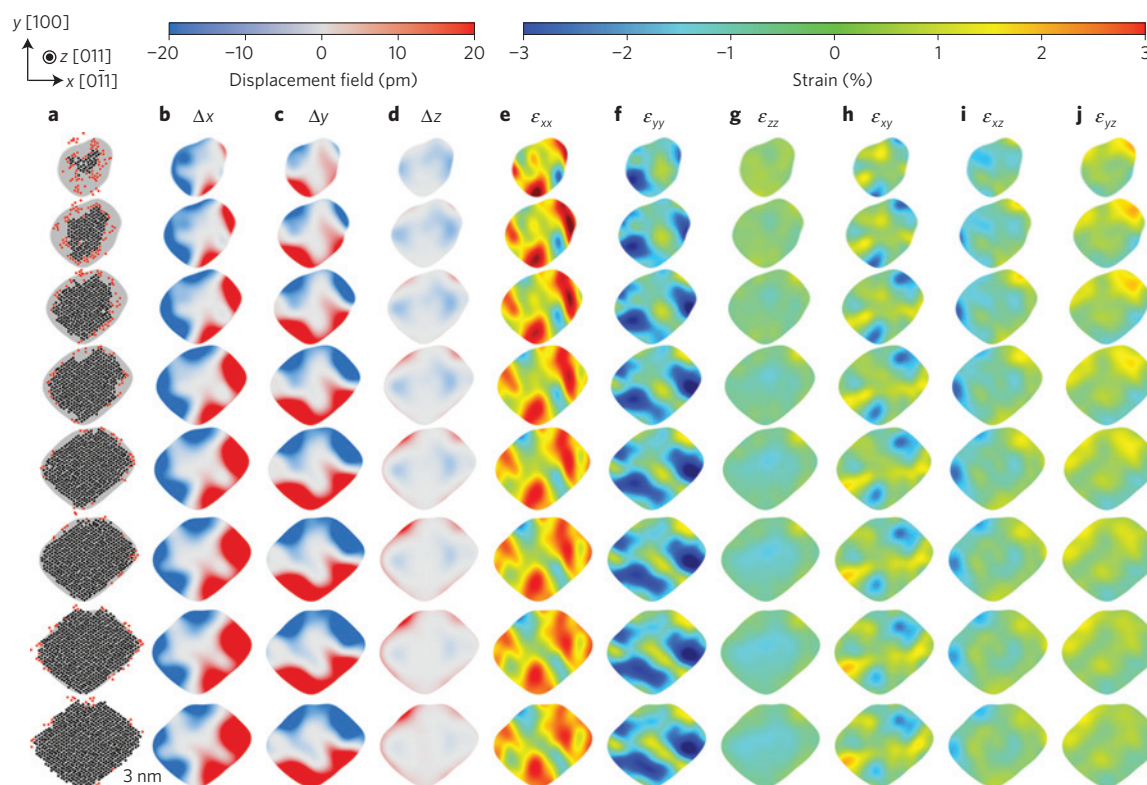 y [100]
z [011]
x [01̄1]
−20 −10 0 10 20
Displacement field (pm)
−3 −2 −1 0 1 2 3
Strain (%)
a b Δx c Δy d Δz e εxx f εyy g εzz h εxy i εxz j εyz
3 nm